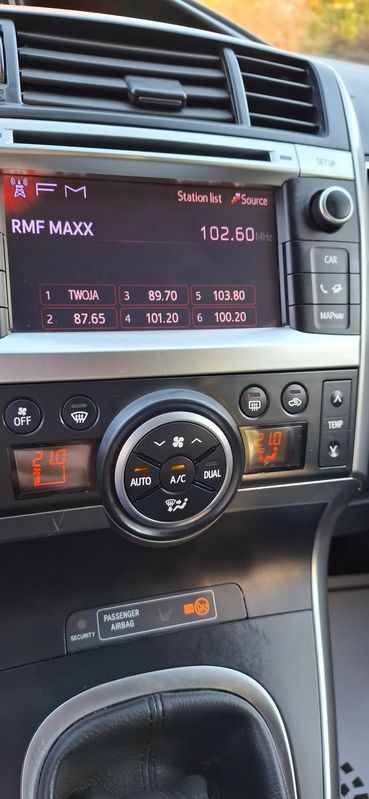 SETUP
FM
Station list Source
RMF MAXX 102.60 MHz
1 TWOJA 3 89.70 5 103.80
2 87.65 4 101.20 6 100.20
CAR
MAP NAV
OFF
TEMP
21.0 21.0
AUTO A/C DUAL
SECURITY
PASSENGER
AIRBAG